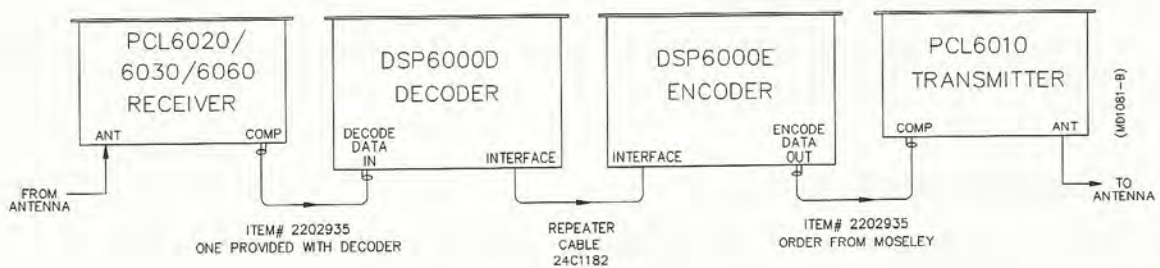 PCL6020/
6030/6060
RECEIVER
ANT
COMP
FROM
ANTENNA
DSP6000D
DECODER
DECODE
DATA
IN
INTERFACE
DSP6000E
ENCODER
INTERFACE
ENCODE
DATA
OUT
PCL6010
TRANSMITTER
COMP
ANT
TO
ANTENNA
(MD1081-B)
ITEM# 2202935
ONE PROVIDED WITH DECODER
REPEATER
CABLE
24C1182
ITEM# 2202935
ORDER FROM MOSELEY